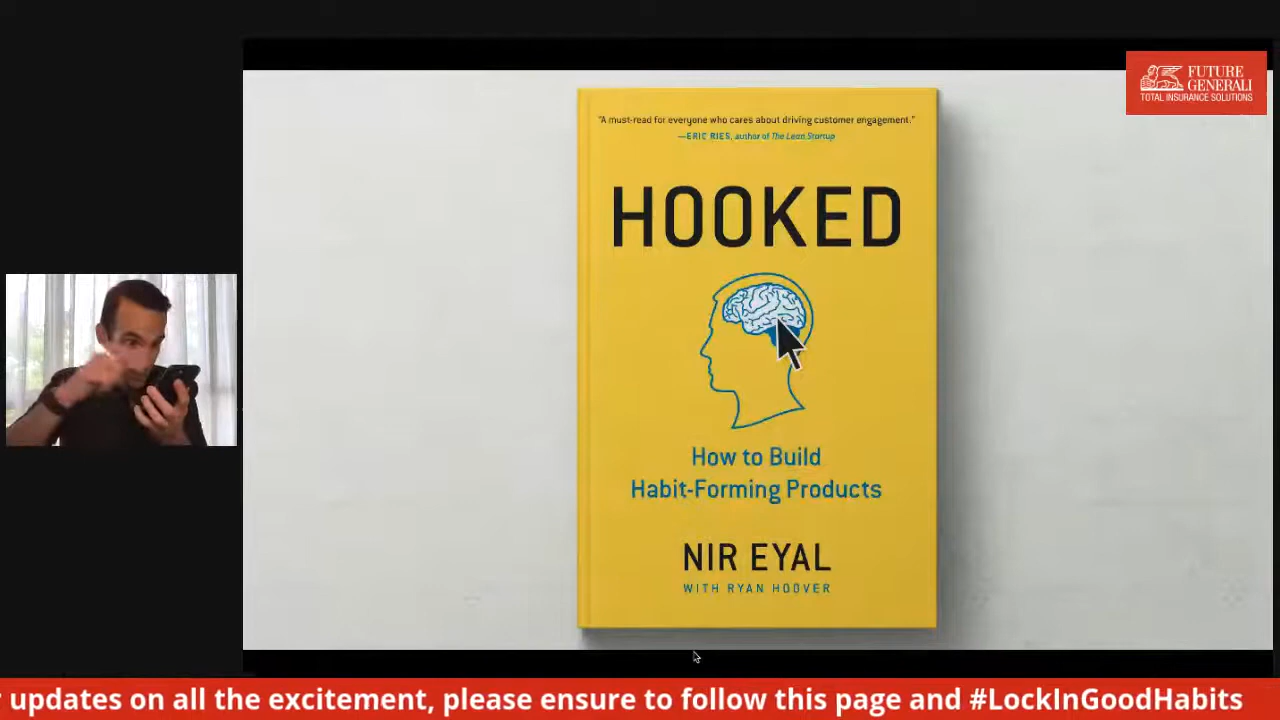 FUTURE
GENERALI
TOTAL INSURANCE SOLUTIONS
"A must-read for everyone who cares about driving customer engagement."
—ERIC RIES, author of The Lean Startup
HOOKED
How to Build
Habit-Forming Products
NIR EYAL
WITH RYAN HOOVER
updates on all the excitement, please ensure to follow this page and #LockInGoodHabits